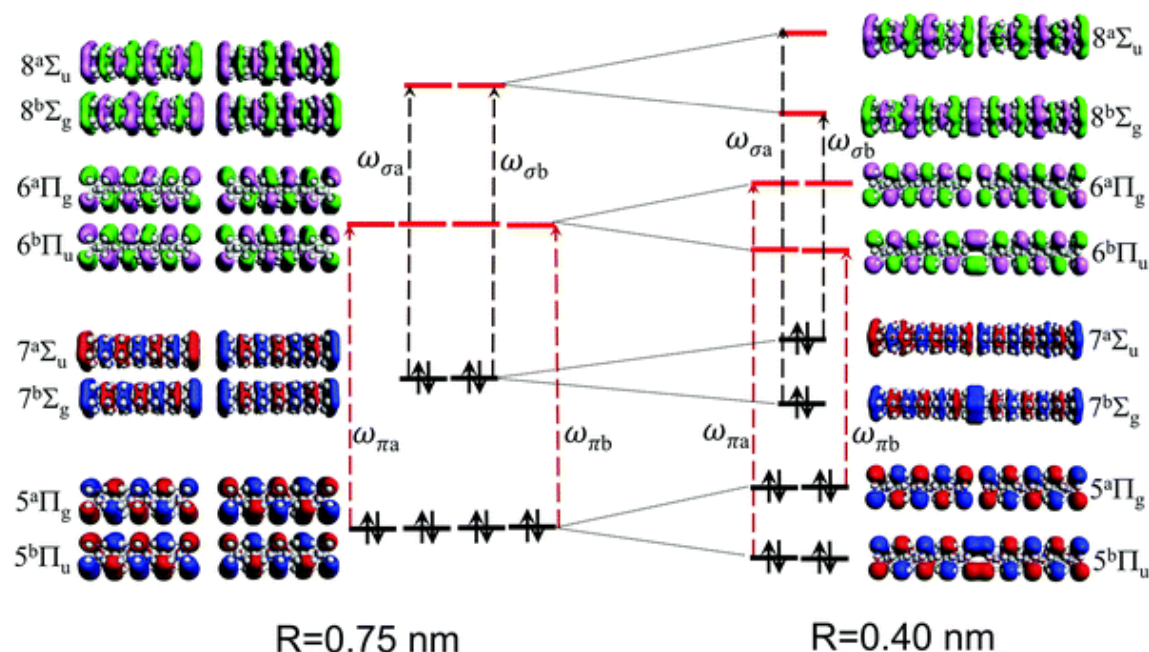 8ᵃΣᵤ
8ᵇΣg
6ᵃΠg
6ᵇΠᵤ
7ᵃΣᵤ
7ᵇΣg
5ᵃΠg
5ᵇΠᵤ
ωσa
ωσb
ωπa
ωπb
R=0.75 nm
ωσa
ωσb
ωπa
ωπb
8ᵃΣᵤ
8ᵇΣg
6ᵃΠg
6ᵇΠᵤ
7ᵃΣᵤ
7ᵇΣg
5ᵃΠg
5ᵇΠᵤ
R=0.40 nm